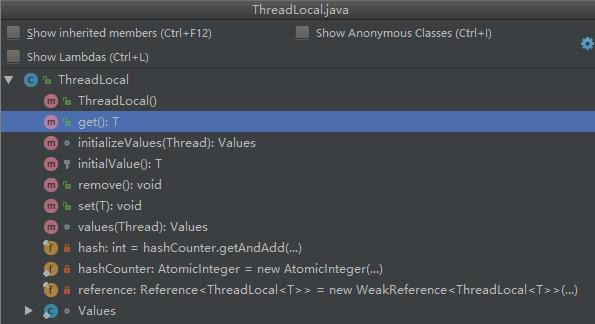 ThreadLocal.java
Show inherited members (Ctrl+F12)
Show Anonymous Classes (Ctrl+I)
Show Lambdas (Ctrl+L)
C ThreadLocal
m ThreadLocal()
m get(): T
m initializeValues(Thread): Values
m initialValue(): T
m remove(): void
m set(T): void
m values(Thread): Values
f hash: int = hashCounter.getAndAdd(...)
f hashCounter: AtomicInteger = new AtomicInteger(...)
f reference: Reference<ThreadLocal<T>> = new WeakReference<ThreadLocal<T>>(...)
C Values